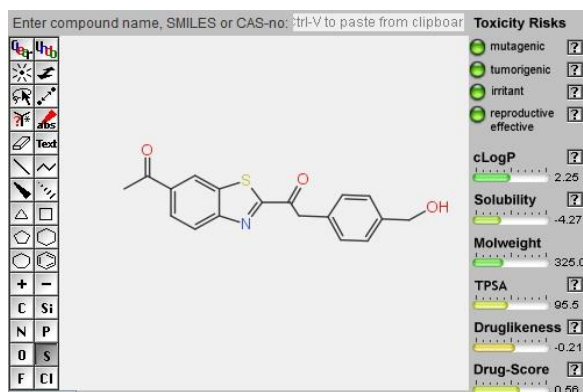 Enter compound name, SMILES or CAS-no: Ctrl-V to paste from clipboar
Toxicity Risks
mutagenic ?
tumorigenic ?
irritant ?
reproductive ?
effective
cLogP ?
2.25
Solubility ?
-4.27
Molweight
325.0
TPSA ?
95.5
Druglikeness ?
-0.21
Drug-Score ?
0.56
abs
Text
+ −
C Si
N P
O S
F Cl
O
S
O
N
OH